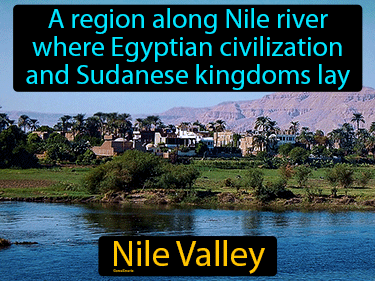 A region along Nile river
where Egyptian civilization
and Sudanese kingdoms lay
Nile Valley